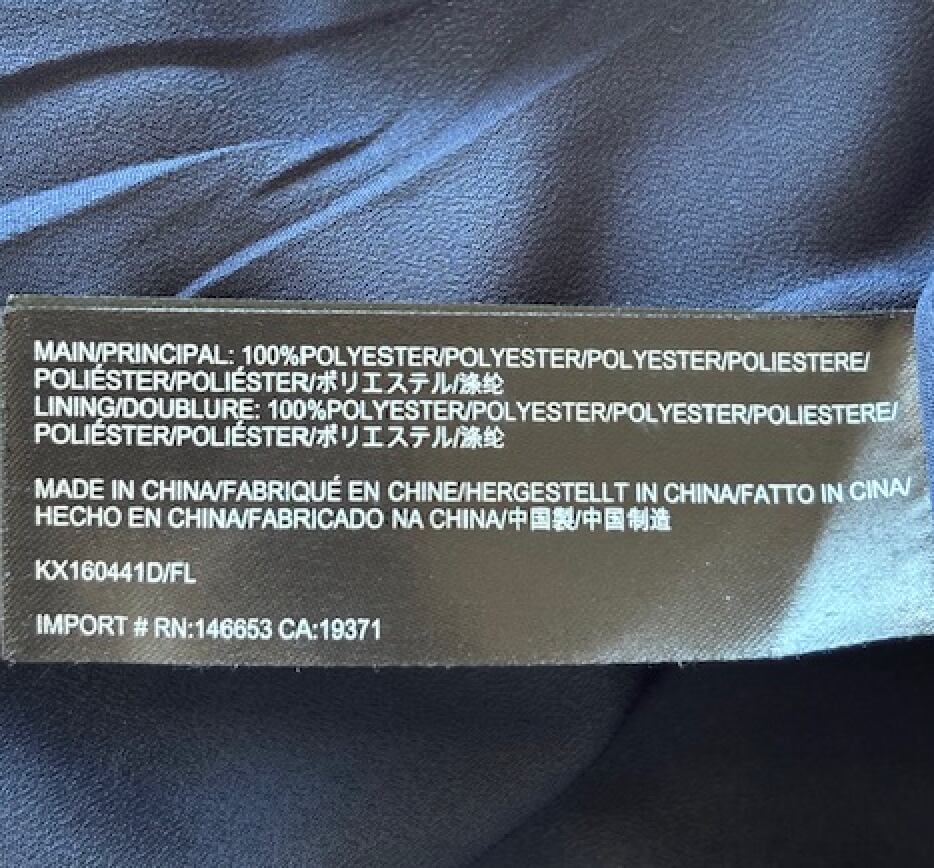 MAIN/PRINCIPAL: 100%POLYESTER/POLYESTER/POLYESTER/POLIESTERE/
POLIÉSTER/POLIÉSTER/ポリエステル/涤纶
LINING/DOUBLURE: 100%POLYESTER/POLYESTER/POLYESTER/POLIESTERE/
POLIÉSTER/POLIÉSTER/ポリエステル/涤纶
MADE IN CHINA/FABRIQUÉ EN CHINE/HERGESTELLT IN CHINA/FATTO IN CINA/
HECHO EN CHINA/FABRICADO NA CHINA/中国製/中国制造
KX160441D/FL
IMPORT # RN:146653 CA:19371